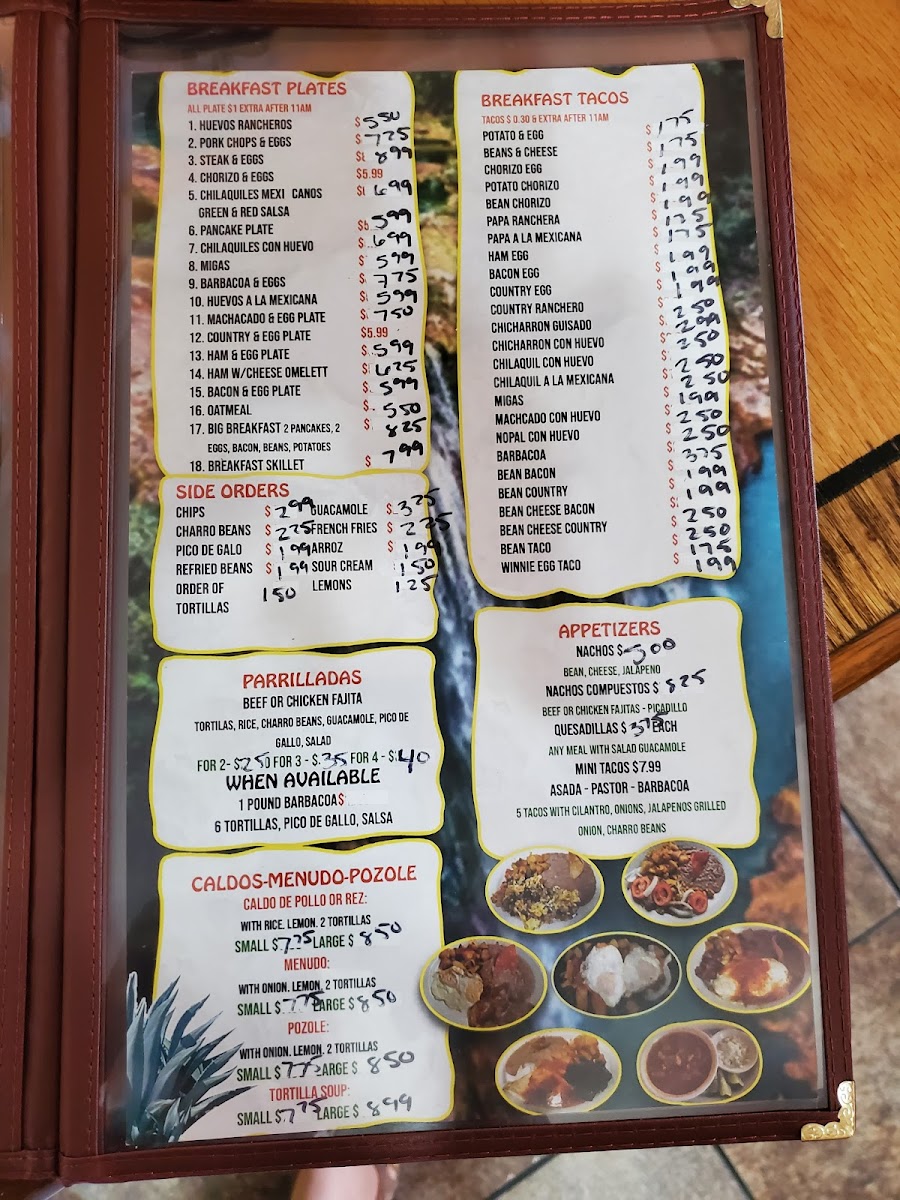 BREAKFAST PLATES
ALL PLATE $1 EXTRA AFTER 11AM
1. HUEVOS RANCHEROS $550
2. PORK CHOPS & EGGS $725
3. STEAK & EGGS $899
4. CHORIZO & EGGS $5.99
5. CHILAQUILES MEXI CANOS $699
GREEN & RED SALSA
6. PANCAKE PLATE $599
7. CHILAQUILES CON HUEVO $699
8. MIGAS $599
9. BARBACOA & EGGS $775
10. HUEVOS A LA MEXICANA $599
11. MACHACADO & EGG PLATE $750
12. COUNTRY & EGG PLATE $5.99
13. HAM & EGG PLATE $599
14. HAM W/CHEESE OMELETT $625
15. BACON & EGG PLATE $599
16. OATMEAL $550
17. BIG BREAKFAST 2 PANCAKES, 2 $825
EGGS, BACON, BEANS, POTATOES
18. BREAKFAST SKILLET $799
SIDE ORDERS
CHIPS $299 GUACAMOLE $325
CHARRO BEANS $225 FRENCH FRIES $225
PICO DE GALO $199 ARROZ $199
REFRIED BEANS $199 SOUR CREAM 150
ORDER OF 150 LEMONS 125
TORTILLAS
PARRILLADAS
BEEF OR CHICKEN FAJITA
TORTILAS, RICE, CHARRO BEANS, GUACAMOLE, PICO DE
GALLO, SALAD
FOR 2- $25 FOR 3 - $35 FOR 4 - $40
WHEN AVAILABLE
1 POUND BARBACOA $
6 TORTILLAS, PICO DE GALLO, SALSA
CALDOS-MENUDO-POZOLE
CALDO DE POLLO OR REZ:
WITH RICE. LEMON. 2 TORTILLAS
SMALL $775 LARGE $850
MENUDO:
WITH ONION. LEMON. 2 TORTILLAS
SMALL $775 LARGE $850
POZOLE:
WITH ONION. LEMON. 2 TORTILLAS
SMALL $775 LARGE $850
TORTILLA SOUP:
SMALL $775 LARGE $899
BREAKFAST TACOS
TACOS $ 0.30 & EXTRA AFTER 11AM
POTATO & EGG $175
BEANS & CHEESE $175
CHORIZO EGG $199
POTATO CHORIZO $199
BEAN CHORIZO $199
PAPA RANCHERA $175
PAPA A LA MEXICANA $175
HAM EGG $199
BACON EGG $199
COUNTRY EGG $199
COUNTRY RANCHERO $250
CHICHARRON GUISADO $299
CHICHARRON CON HUEVO $250
CHILAQUIL CON HUEVO $250
CHILAQUIL A LA MEXICANA $250
MIGAS $199
MACHCADO CON HUEVO $250
NOPAL CON HUEVO $250
BARBACOA $375
BEAN BACON $199
BEAN COUNTRY $199
BEAN CHEESE BACON $250
BEAN CHEESE COUNTRY $250
BEAN TACO $175
WINNIE EGG TACO $199
APPETIZERS
NACHOS $500
BEAN, CHEESE, JALAPENO
NACHOS COMPUESTOS $825
BEEF OR CHICKEN FAJITAS - PICADILLO
QUESADILLAS $375 EACH
ANY MEAL WITH SALAD GUACAMOLE
MINI TACOS $7.99
ASADA - PASTOR - BARBACOA
5 TACOS WITH CILANTRO, ONIONS, JALAPENOS GRILLED
ONION, CHARRO BEANS